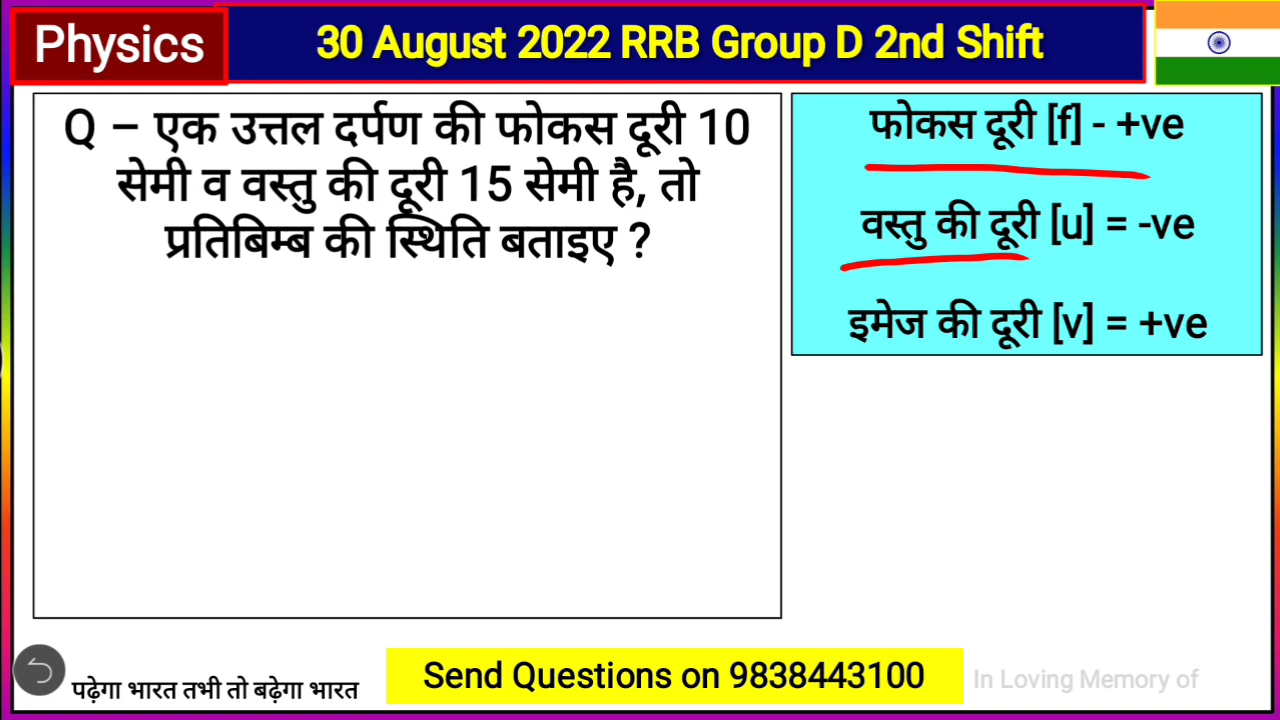 Physics
30 August 2022 RRB Group D 2nd Shift
Q – एक उत्तल दर्पण की फोकस दूरी 10
सेमी व वस्तु की दूरी 15 सेमी है, तो
प्रतिबिम्ब की स्थिति बताइए ?
फोकस दूरी [f] - +ve
वस्तु की दूरी [u] = -ve
इमेज की दूरी [v] = +ve
पढ़ेगा भारत तभी तो बढ़ेगा भारत
Send Questions on 9838443100
In Loving Memory of